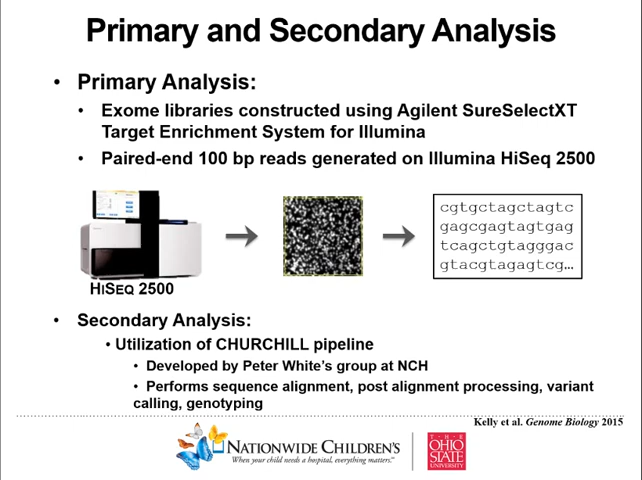 Primary and Secondary Analysis
• Primary Analysis:
• Exome libraries constructed using Agilent SureSelectXT
Target Enrichment System for Illumina
• Paired-end 100 bp reads generated on Illumina HiSeq 2500
cgtgctagctagtc
gagcgagtagtgag
tcagctgtagggac
gtacgtagagtcg…
HISEQ 2500
• Secondary Analysis:
• Utilization of CHURCHILL pipeline
• Developed by Peter White's group at NCH
• Performs sequence alignment, post alignment processing, variant
calling, genotyping
Kelly et al. Genome Biology 2015
NATIONWIDE CHILDREN'S
When your child needs a hospital, everything matters.™
T·H·E
OHIO
STATE
UNIVERSITY